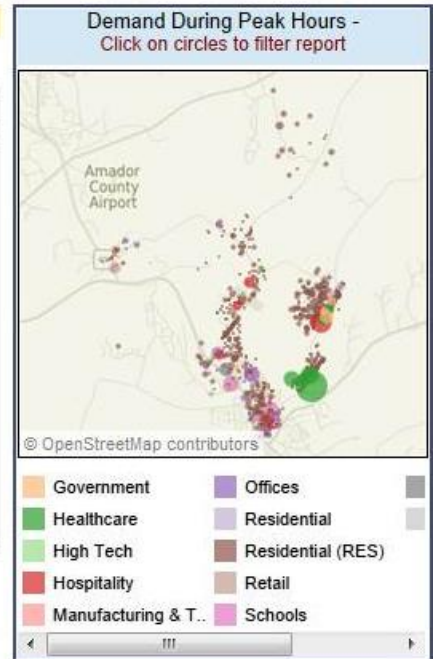 Demand During Peak Hours -
Click on circles to filter report
Amador
County
Airport
© OpenStreetMap contributors
Government
Healthcare
High Tech
Hospitality
Manufacturing & T..
Offices
Residential
Residential (RES)
Retail
Schools